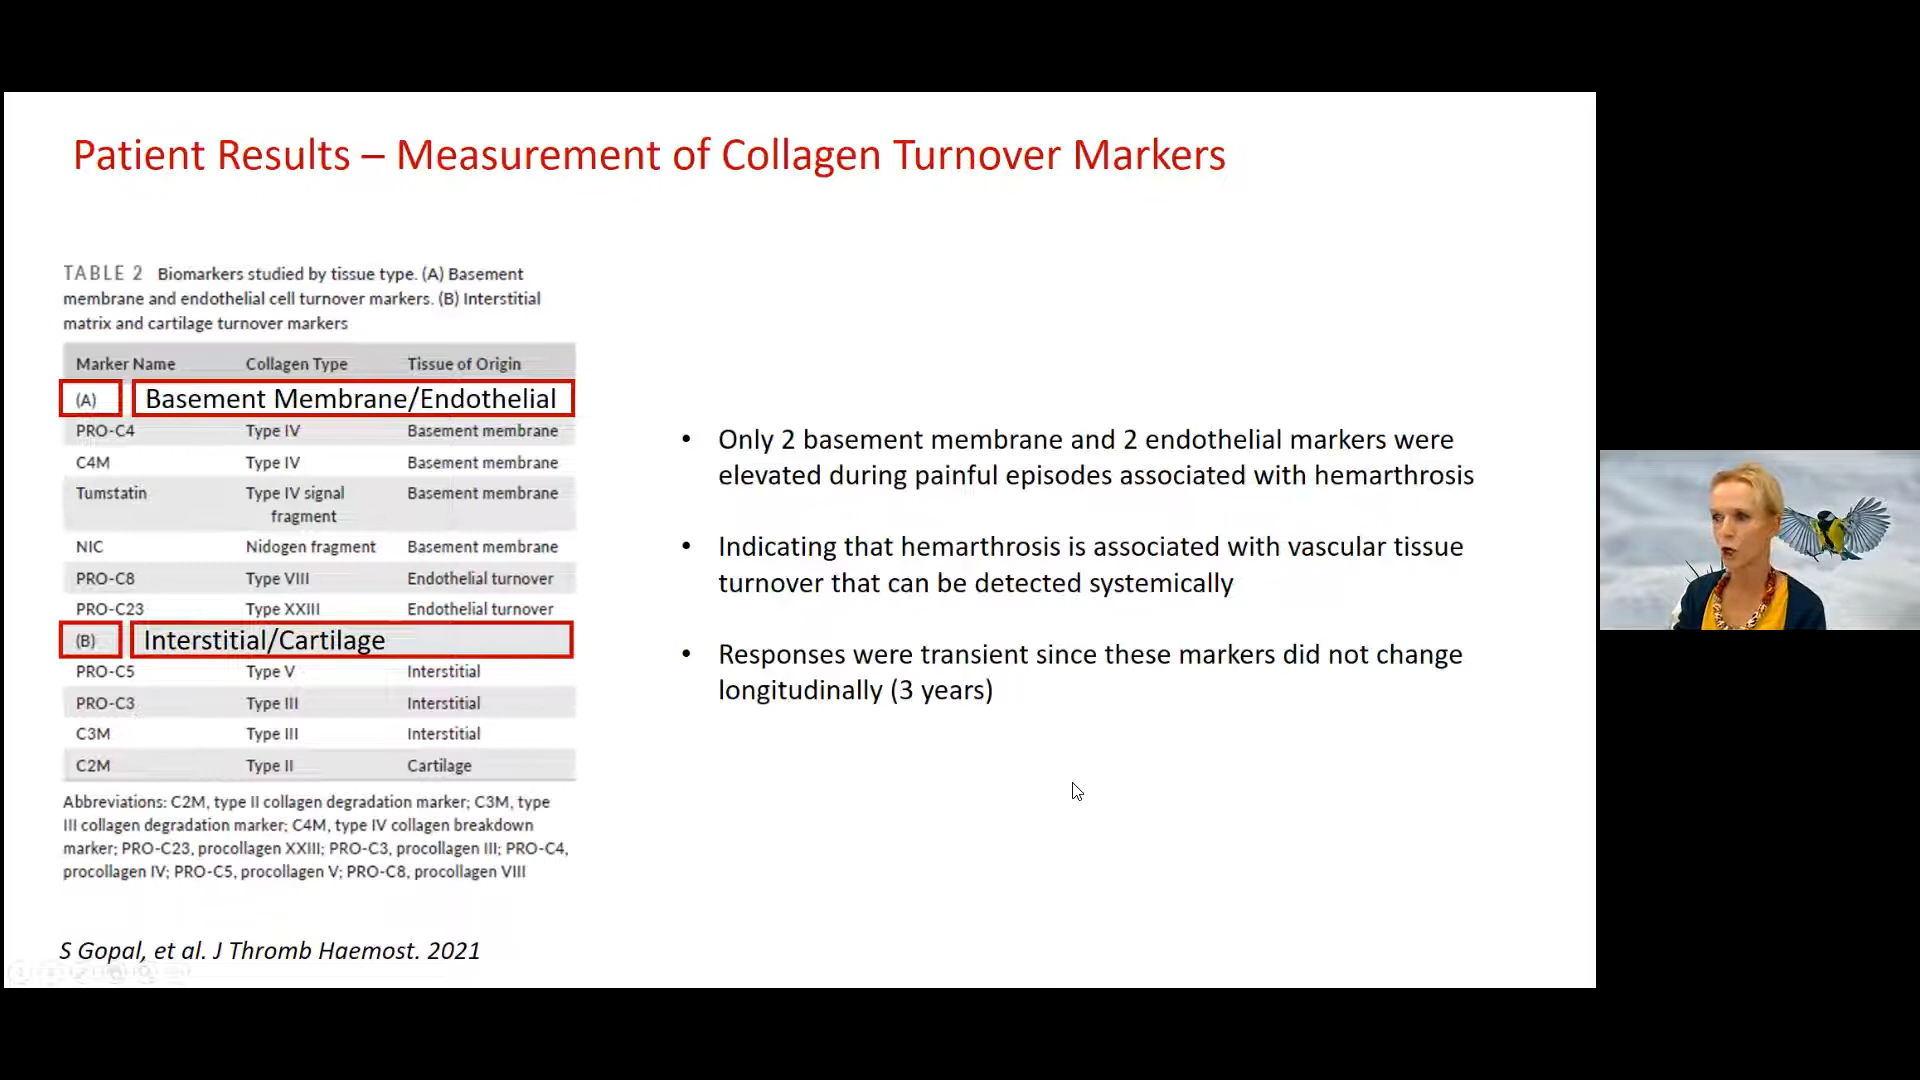 Patient Results – Measurement of Collagen Turnover Markers
TABLE 2 Biomarkers studied by tissue type. (A) Basement
membrane and endothelial cell turnover markers. (B) Interstitial
matrix and cartilage turnover markers
Marker Name Collagen Type Tissue of Origin
(A) Basement Membrane/Endothelial
PRO-C4 Type IV Basement membrane
C4M Type IV Basement membrane
Tumstatin Type IV signal Basement membrane
fragment
NIC Nidogen fragment Basement membrane
PRO-C8 Type VIII Endothelial turnover
PRO-C23 Type XXIII Endothelial turnover
(B) Interstitial/Cartilage
PRO-C5 Type V Interstitial
PRO-C3 Type III Interstitial
C3M Type III Interstitial
C2M Type II Cartilage
Abbreviations: C2M, type II collagen degradation marker; C3M, type
III collagen degradation marker; C4M, type IV collagen breakdown
marker; PRO-C23, procollagen XXIII; PRO-C3, procollagen III; PRO-C4,
procollagen IV; PRO-C5, procollagen V; PRO-C8, procollagen VIII
S Gopal, et al. J Thromb Haemost. 2021
• Only 2 basement membrane and 2 endothelial markers were
elevated during painful episodes associated with hemarthrosis
• Indicating that hemarthrosis is associated with vascular tissue
turnover that can be detected systemically
• Responses were transient since these markers did not change
longitudinally (3 years)